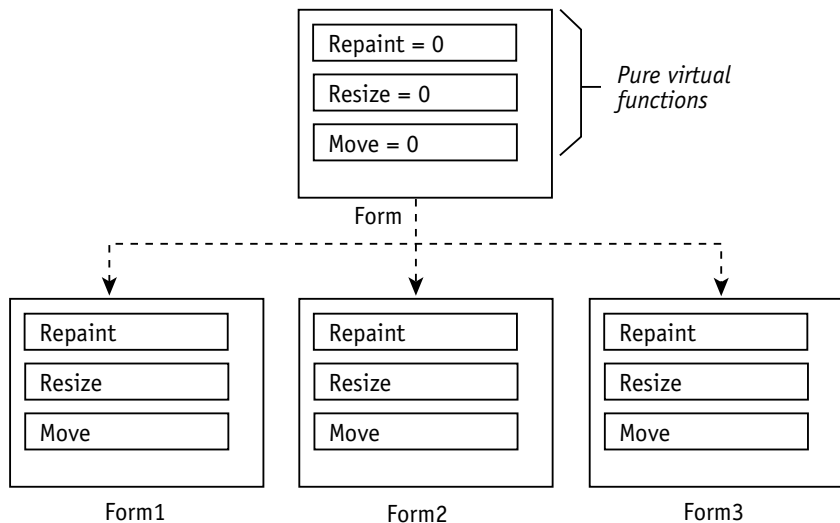 Repaint = 0
Resize = 0
Move = 0
Pure virtual
functions
Form
Repaint
Resize
Move
Form1
Repaint
Resize
Move
Form2
Repaint
Resize
Move
Form3